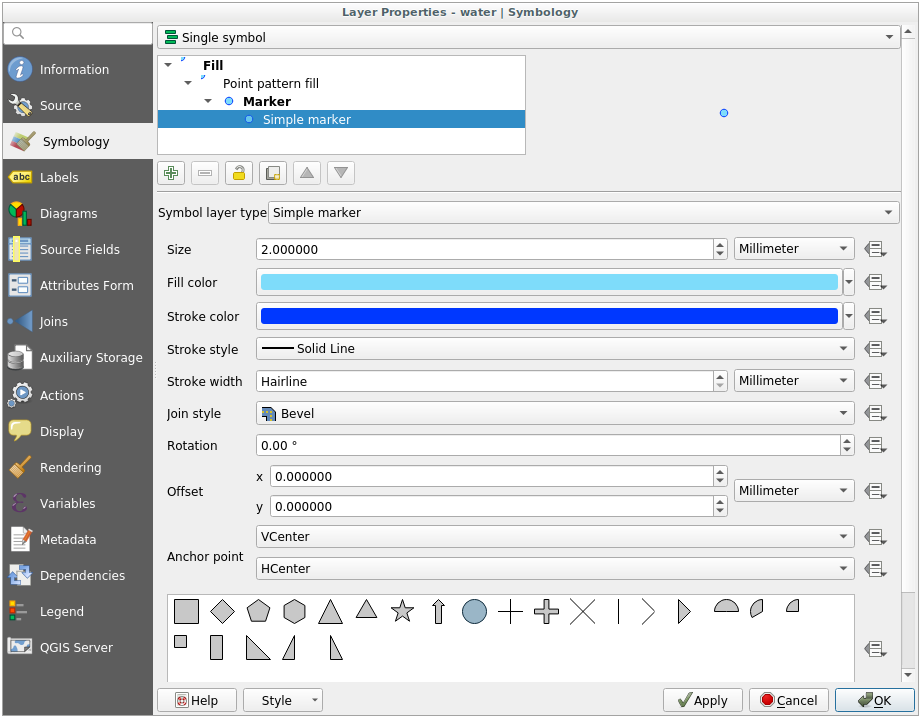 Layer Properties - water | Symbology
Single symbol
Information
Source
Symbology
Labels
Diagrams
Source Fields
Attributes Form
Joins
Auxiliary Storage
Actions
Display
Rendering
Variables
Metadata
Dependencies
Legend
QGIS Server
abc
Fill
Point pattern fill
Marker
Simple marker
Symbol layer type Simple marker
Size 2.000000 Millimeter
Fill color
Stroke color
Stroke style Solid Line
Stroke width Hairline Millimeter
Join style Bevel
Rotation 0.00 °
Offset x 0.000000 Millimeter
y 0.000000
Anchor point VCenter
HCenter
Help Style Apply Cancel OK